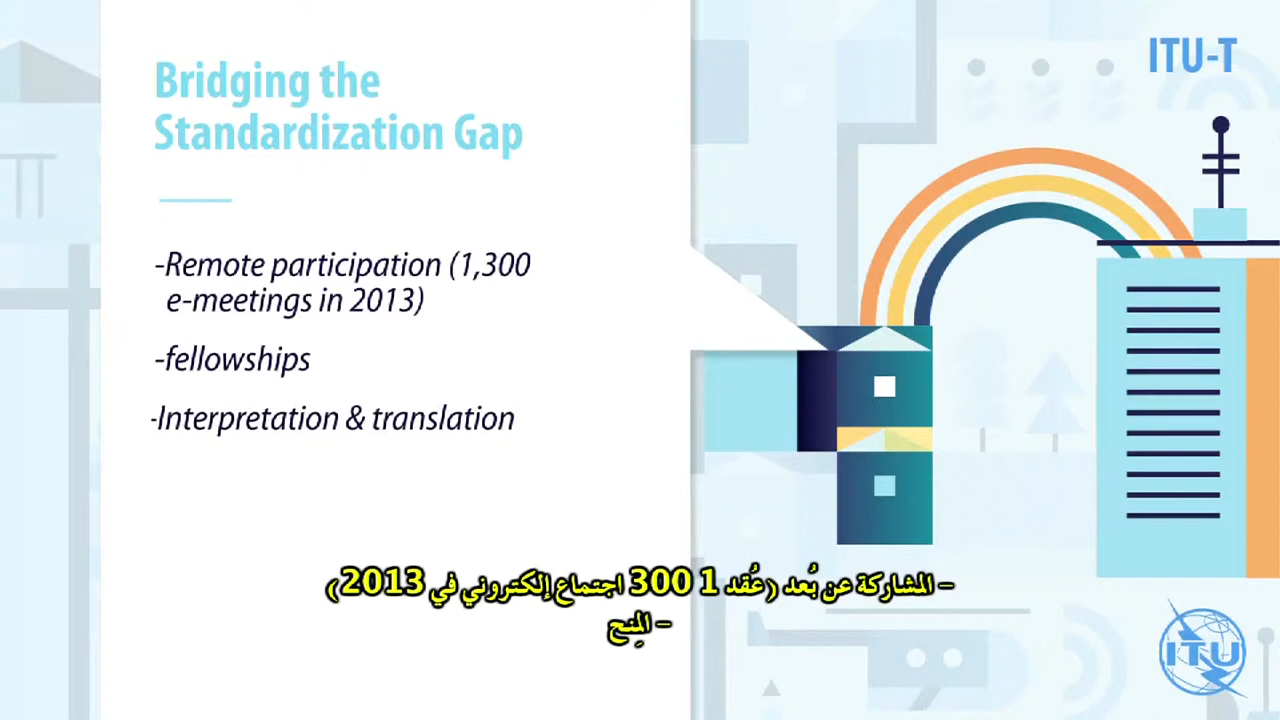 ITU-T
Bridging the
Standardization Gap
-Remote participation (1,300
e-meetings in 2013)
-fellowships
-Interpretation & translation
– المشاركة عن بُعد (عُقد 1 300 اجتماع إلكتروني في 2013)
– المِنح
ITU